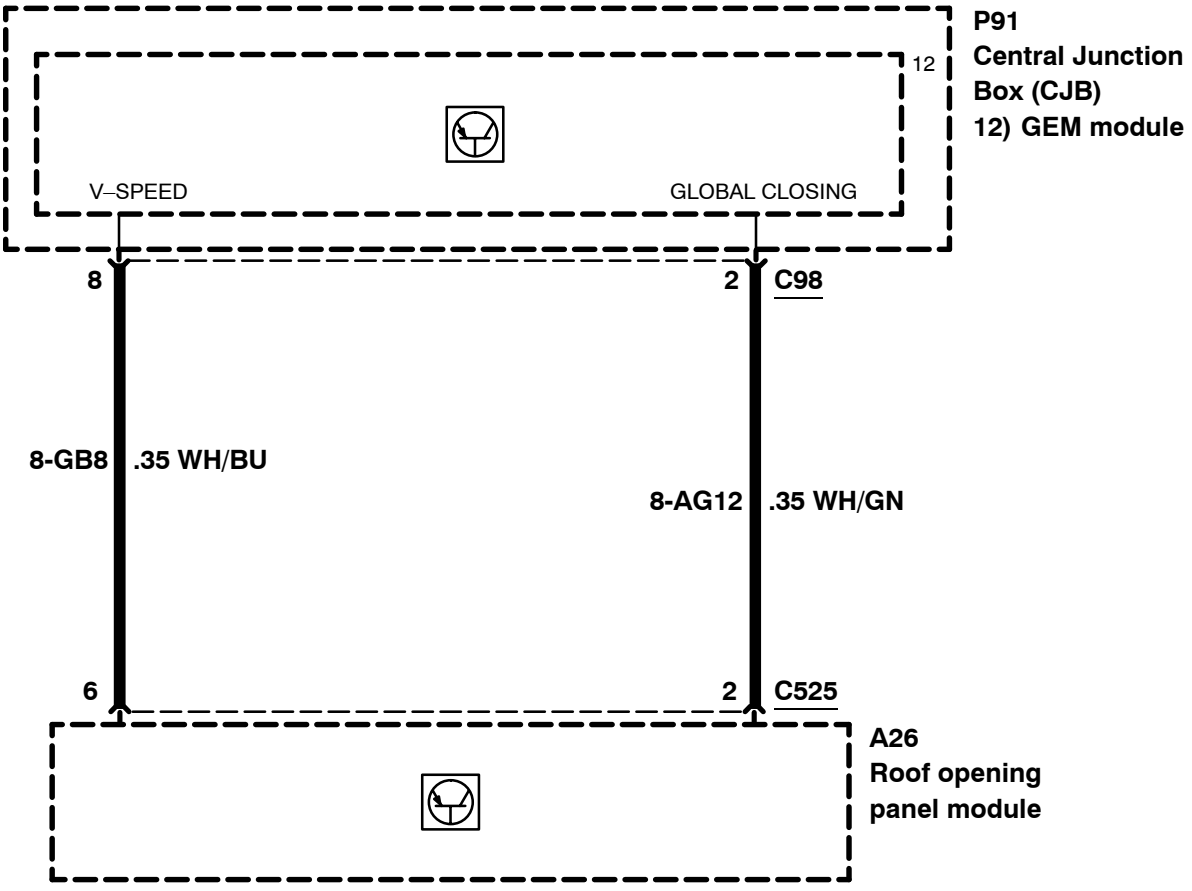 P91
Central Junction
Box (CJB)
12) GEM module
12
V–SPEED
GLOBAL CLOSING
8
2
C98
8-GB8
.35 WH/BU
8-AG12
.35 WH/GN
6
2
C525
A26
Roof opening
panel module